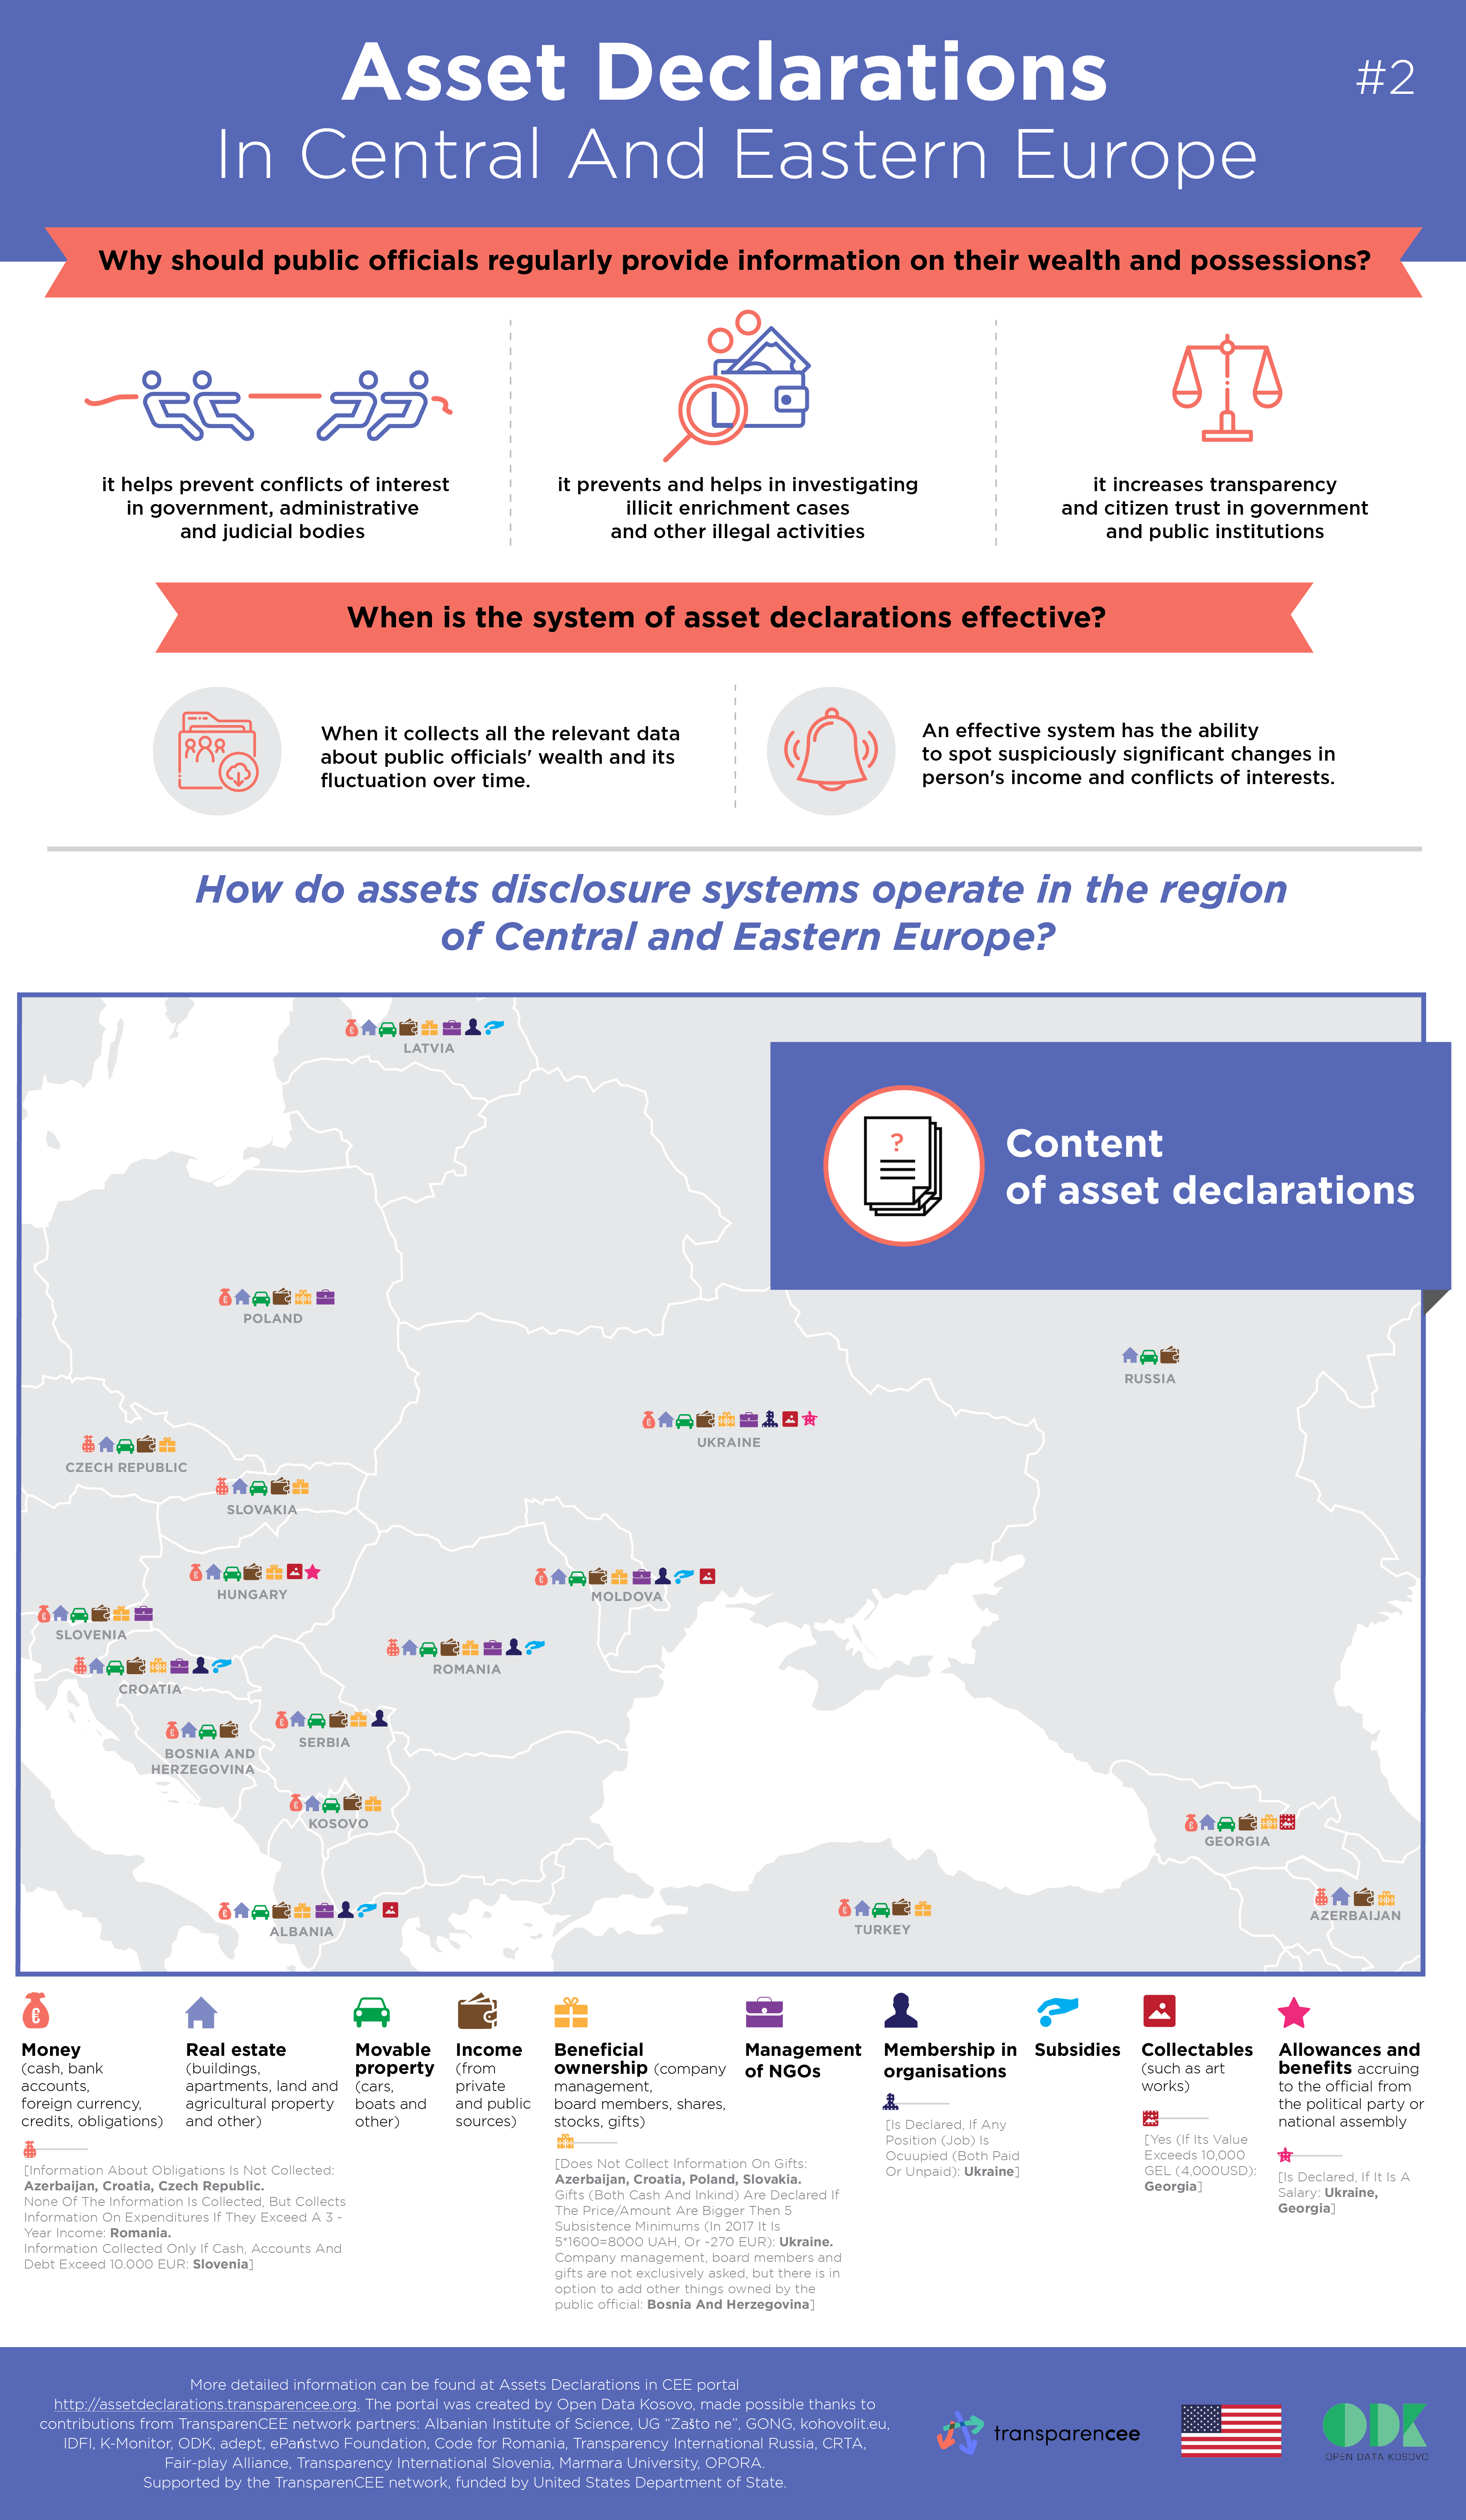 Asset Declarations
#2
In Central And Eastern Europe
Why should public officials regularly provide information on their wealth and possessions?
it helps prevent conflicts of interest
in government, administrative
and judicial bodies
it prevents and helps in investigating
illicit enrichment cases
and other illegal activities
it increases transparency
and citizen trust in government
and public institutions
When is the system of asset declarations effective?
When it collects all the relevant data
about public officials' wealth and its
fluctuation over time.
An effective system has the ability
to spot suspiciously significant changes in
person's income and conflicts of interests.
How do assets disclosure systems operate in the region
of Central and Eastern Europe?
LATVIA
?
Content
of asset declarations
POLAND
RUSSIA
UKRAINE
CZECH REPUBLIC
SLOVAKIA
HUNGARY
MOLDOVA
SLOVENIA
ROMANIA
CROATIA
SERBIA
BOSNIA AND
HERZEGOVINA
KOSOVO
GEORGIA
AZERBAIJAN
ALBANIA
TURKEY
€
Money
(cash, bank
accounts,
foreign currency,
credits, obligations)
[Information About Obligations Is Not Collected:
Azerbaijan, Croatia, Czech Republic.
None Of The Information Is Collected, But Collects
Information On Expenditures If They Exceed A 3 -
Year Income: Romania.
Information Collected Only If Cash, Accounts And
Debt Exceed 10.000 EUR: Slovenia]
Real estate
(buildings,
apartments, land and
agricultural property
and other)
Movable
property
(cars,
boats and
other)
Income
(from
private
and public
sources)
Beneficial
ownership (company
management,
board members, shares,
stocks, gifts)
[Does Not Collect Information On Gifts:
Azerbaijan, Croatia, Poland, Slovakia.
Gifts (Both Cash And Inkind) Are Declared If
The Price/Amount Are Bigger Then 5
Subsistence Minimums (In 2017 It Is
5*1600=8000 UAH, Or ~270 EUR): Ukraine.
Company management, board members and
gifts are not exclusively asked, but there is in
option to add other things owned by the
public official: Bosnia And Herzegovina]
Management
of NGOs
Membership in
organisations
[Is Declared, If Any
Position (Job) Is
Ocuupied (Both Paid
Or Unpaid): Ukraine]
Subsidies
Collectables
(such as art
works)
[Yes (If Its Value
Exceeds 10,000
GEL (4,000USD):
Georgia]
Allowances and
benefits accruing
to the official from
the political party or
national assembly
[Is Declared, If It Is A
Salary: Ukraine,
Georgia]
More detailed information can be found at Assets Declarations in CEE portal
http://assetdeclarations.transparencee.org. The portal was created by Open Data Kosovo, made possible thanks to
contributions from TransparenCEE network partners: Albanian Institute of Science, UG “Zašto ne”, GONG, kohovolit.eu,
IDFI, K-Monitor, ODK, adept, ePaństwo Foundation, Code for Romania, Transparency International Russia, CRTA,
Fair-play Alliance, Transparency International Slovenia, Marmara University, OPORA.
Supported by the TransparenCEE network, funded by United States Department of State.
transparencee
ODK
OPEN DATA KOSOVO